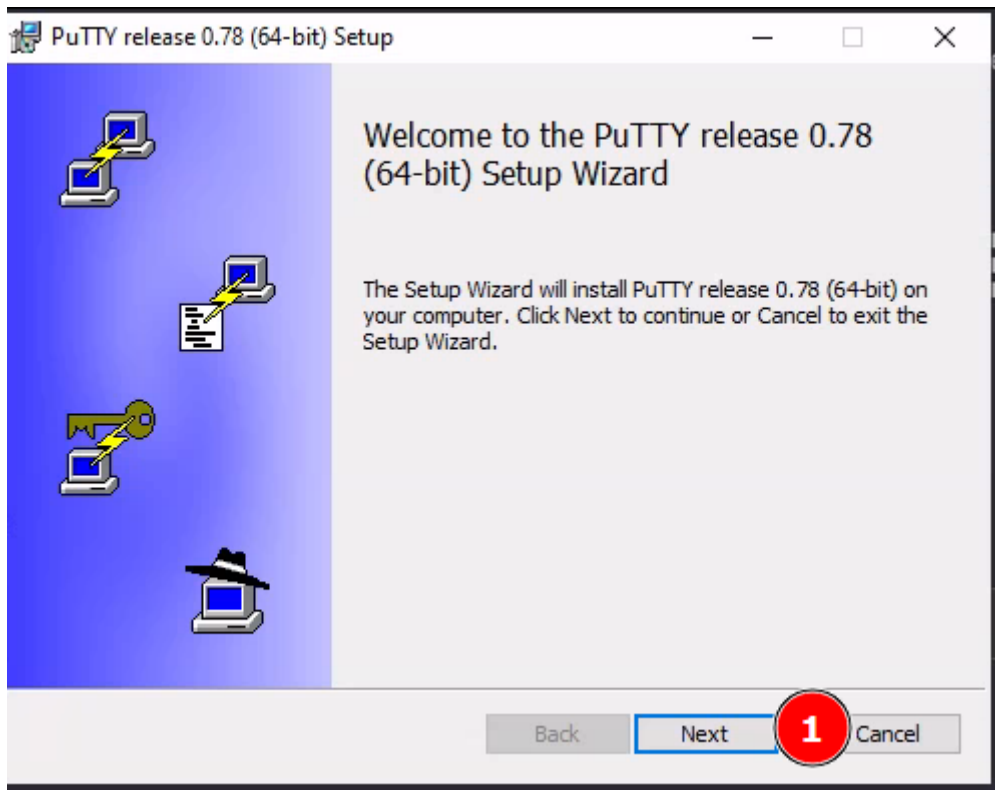 PuTTY release 0.78 (64-bit) Setup
Welcome to the PuTTY release 0.78
(64-bit) Setup Wizard
The Setup Wizard will install PuTTY release 0.78 (64-bit) on
your computer. Click Next to continue or Cancel to exit the
Setup Wizard.
Back Next 1 Cancel